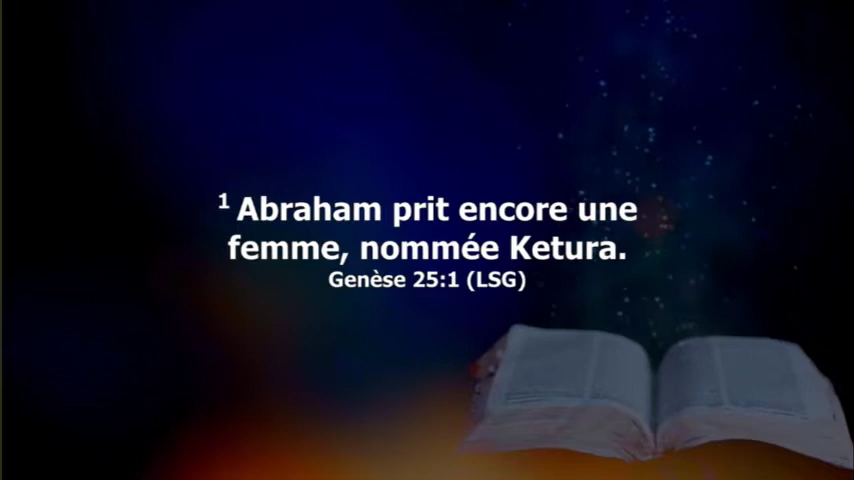 1 Abraham prit encore une
femme, nommée Ketura.
Genèse 25:1 (LSG)